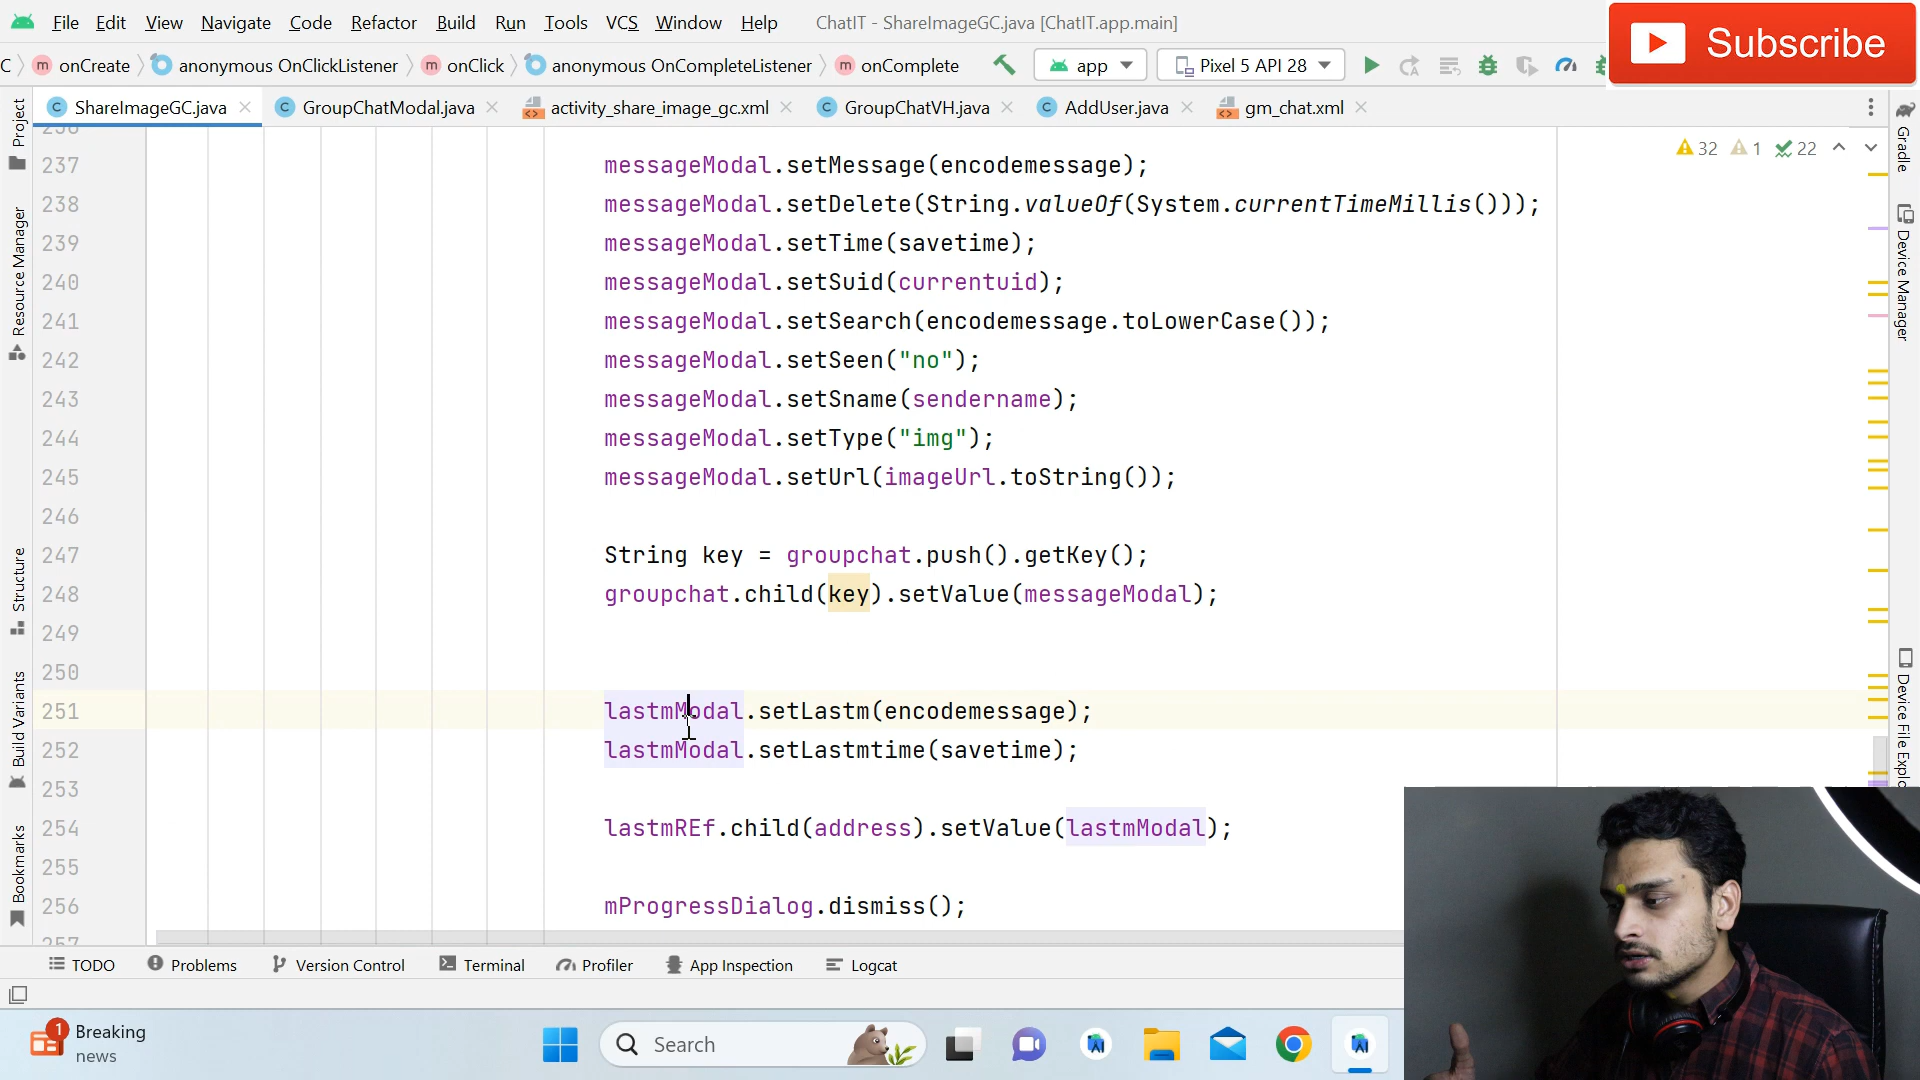 File Edit View Navigate Code Refactor Build Run Tools VCS Window Help ChatIT - ShareImageGC.java [ChatIT.app.main]
Subscribe
C onCreate anonymous OnClickListener onClick anonymous OnCompleteListener onComplete app Pixel 5 API 28
ShareImageGC.java GroupChatModal.java activity_share_image_gc.xml GroupChatVH.java AddUser.java gm_chat.xml
32 1 22
236
237 messageModal.setMessage(encodemessage);
238 messageModal.setDelete(String.valueOf(System.currentTimeMillis()));
239 messageModal.setTime(savetime);
240 messageModal.setSuid(currentuid);
241 messageModal.setSearch(encodemessage.toLowerCase());
242 messageModal.setSeen("no");
243 messageModal.setSname(sendername);
244 messageModal.setType("img");
245 messageModal.setUrl(imageUrl.toString());
246
247 String key = groupchat.push().getKey();
248 groupchat.child(key).setValue(messageModal);
249
250
251 lastmModal.setLastm(encodemessage);
252 lastmModal.setLastmtime(savetime);
253
254 lastmREf.child(address).setValue(lastmModal);
255
256 mProgressDialog.dismiss();
257
Project
Resource Manager
Structure
Build Variants
Bookmarks
Gradle
Device Manager
Device File Explo
TODO Problems Version Control Terminal Profiler App Inspection Logcat
1 Breaking
news
Search